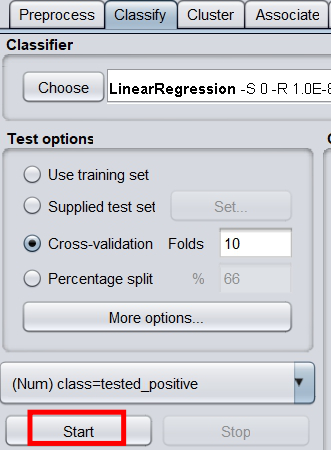 Preprocess Classify Cluster Associate
Classifier
Choose LinearRegression -S 0 -R 1.0E-8
Test options
Use training set
Supplied test set Set...
Cross-validation Folds 10
Percentage split % 66
More options...
(Num) class=tested_positive
Start Stop